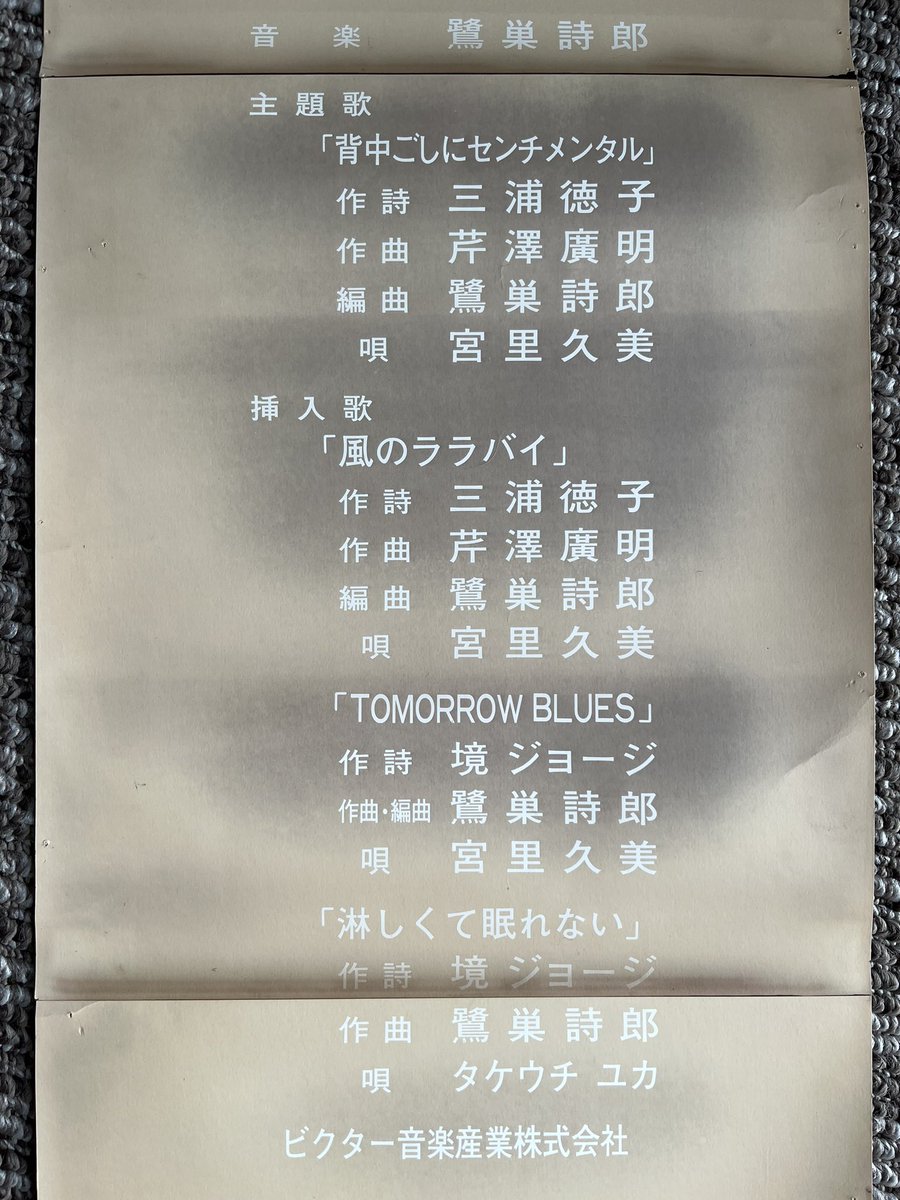 音楽 鷺巣詩郎
主題歌
「背中ごしにセンチメンタル」
作詩 三浦徳子
作曲 芹澤廣明
編曲 鷺巣詩郎
唄 宮里久美
挿入歌
「風のララバイ」
作詩 三浦徳子
作曲 芹澤廣明
編曲 鷺巣詩郎
唄 宮里久美
「TOMORROW BLUES」
作詩 境 ジョージ
作曲・編曲 鷺巣詩郎
唄 宮里久美
「淋しくて眠れない」
作詩 境 ジョージ
作曲 鷺巣詩郎
唄 タケウチ ユカ
ビクター音楽産業株式会社